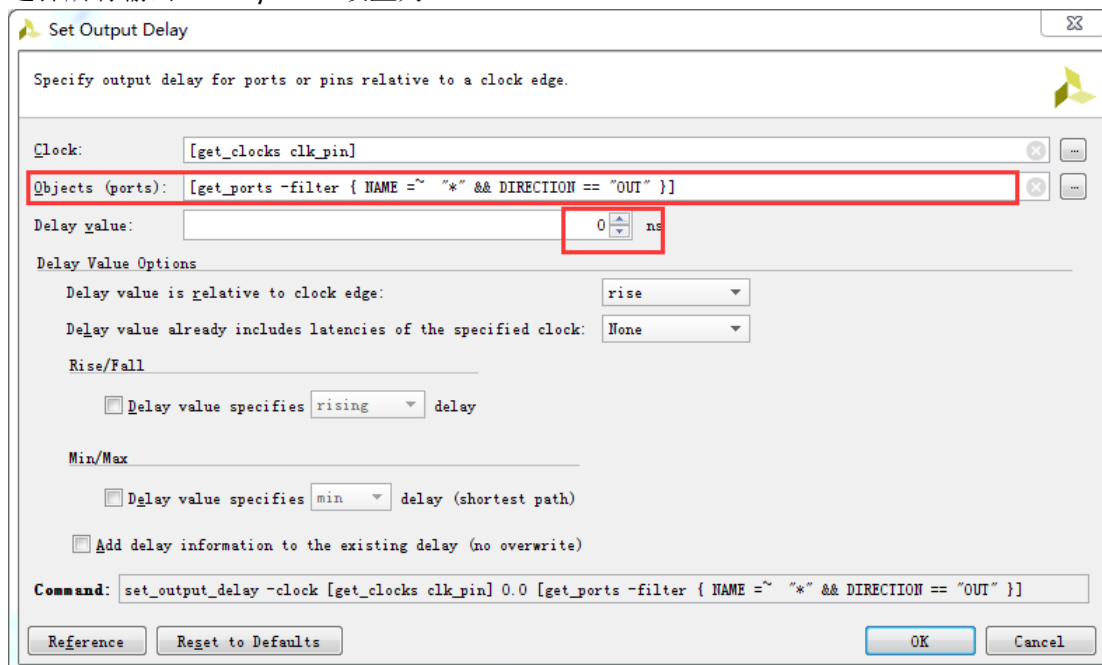 Set Output Delay
Specify output delay for ports or pins relative to a clock edge.
Clock: [get_clocks clk_pin] ...
Objects (ports): [get_ports -filter { NAME =~ "*" && DIRECTION == "OUT" }] ...
Delay value: 0 ns
Delay Value Options
Delay value is relative to clock edge: rise
Delay value already includes latencies of the specified clock: None
Rise/Fall
Delay value specifies rising delay
Min/Max
Delay value specifies min delay (shortest path)
Add delay information to the existing delay (no overwrite)
Command: set_output_delay -clock [get_clocks clk_pin] 0.0 [get_ports -filter { NAME =~ "*" && DIRECTION == "OUT" }]
Reference Reset to Defaults OK Cancel